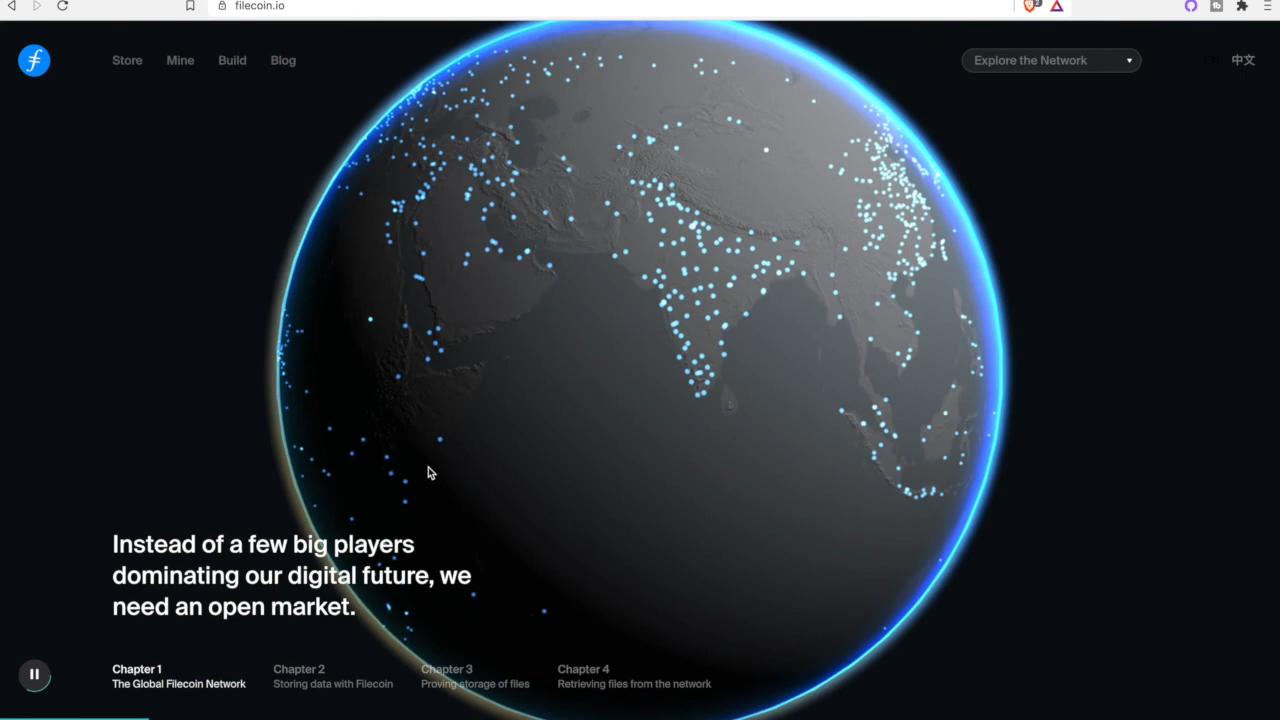 filecoin.io
Store Mine Build Blog
Explore the Network
EN 中文
Instead of a few big players
dominating our digital future, we
need an open market.
Chapter 1
The Global Filecoin Network
Chapter 2
Storing data with Filecoin
Chapter 3
Proving storage of files
Chapter 4
Retrieving files from the network